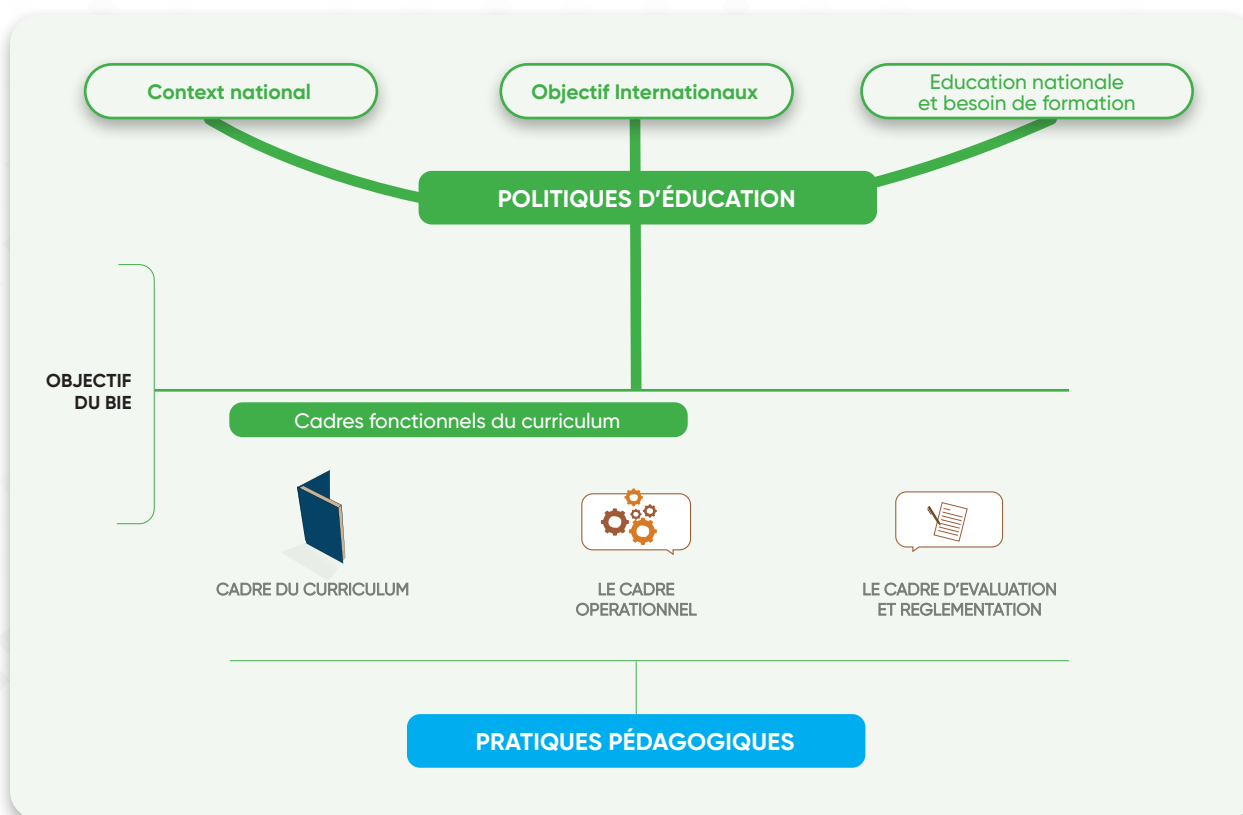 Context national
Objectif Internationaux
Education nationale
et besoin de formation
POLITIQUES D'ÉDUCATION
OBJECTIF
DU BIE
Cadres fonctionnels du curriculum
CADRE DU CURRICULUM
LE CADRE
OPERATIONNEL
LE CADRE D'EVALUATION
ET REGLEMENTATION
PRATIQUES PÉDAGOGIQUES